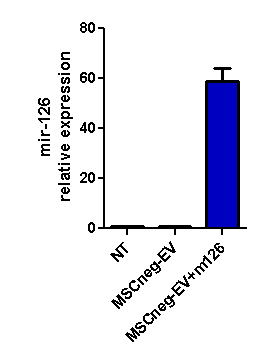 mir-126
relative expression
80
60
40
20
0
NT
MSCneg-EV
MSCneg-EV+m126